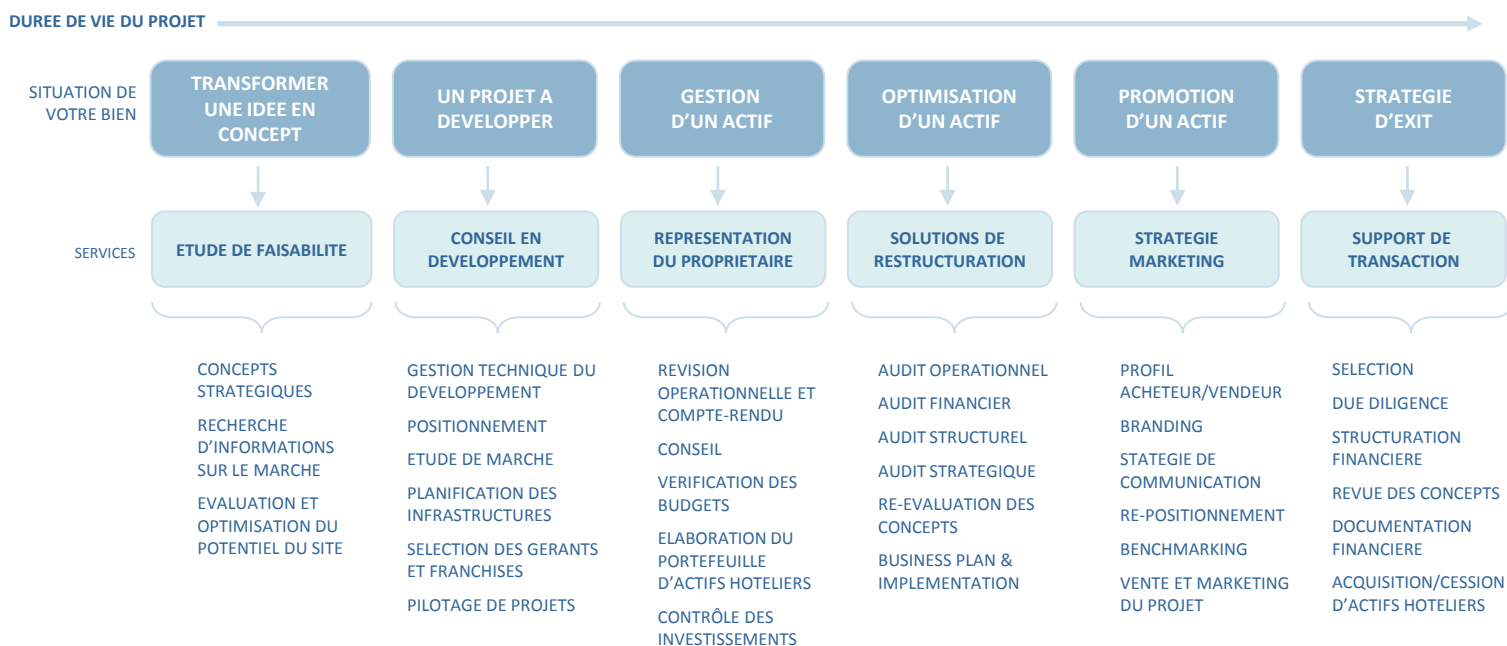 DUREE DE VIE DU PROJET
SITUATION DE
VOTRE BIEN
TRANSFORMER
UNE IDEE EN
CONCEPT
UN PROJET A
DEVELOPPER
GESTION
D'UN ACTIF
OPTIMISATION
D'UN ACTIF
PROMOTION
D'UN ACTIF
STRATEGIE
D'EXIT
SERVICES
ETUDE DE FAISABILITE
CONSEIL EN
DEVELOPPEMENT
REPRESENTATION
DU PROPRIETAIRE
SOLUTIONS DE
RESTRUCTURATION
STRATEGIE
MARKETING
SUPPORT DE
TRANSACTION
CONCEPTS
STRATEGIQUES
RECHERCHE
D'INFORMATIONS
SUR LE MARCHE
EVALUATION ET
OPTIMISATION DU
POTENTIEL DU SITE
GESTION TECHNIQUE DU
DEVELOPPEMENT
POSITIONNEMENT
ETUDE DE MARCHE
PLANIFICATION DES
INFRASTRUCTURES
SELECTION DES GERANTS
ET FRANCHISES
PILOTAGE DE PROJETS
REVISION
OPERATIONNELLE ET
COMPTE-RENDU
CONSEIL
VERIFICATION DES
BUDGETS
ELABORATION DU
PORTEFEUILLE
D'ACTIFS HOTELIERS
CONTRÔLE DES
INVESTISSEMENTS
AUDIT OPERATIONNEL
AUDIT FINANCIER
AUDIT STRUCTUREL
AUDIT STRATEGIQUE
RE-EVALUATION DES
CONCEPTS
BUSINESS PLAN &
IMPLEMENTATION
PROFIL
ACHETEUR/VENDEUR
BRANDING
STATEGIE DE
COMMUNICATION
RE-POSITIONNEMENT
BENCHMARKING
VENTE ET MARKETING
DU PROJET
SELECTION
DUE DILIGENCE
STRUCTURATION
FINANCIERE
REVUE DES CONCEPTS
DOCUMENTATION
FINANCIERE
ACQUISITION/CESSION
D'ACTIFS HOTELIERS